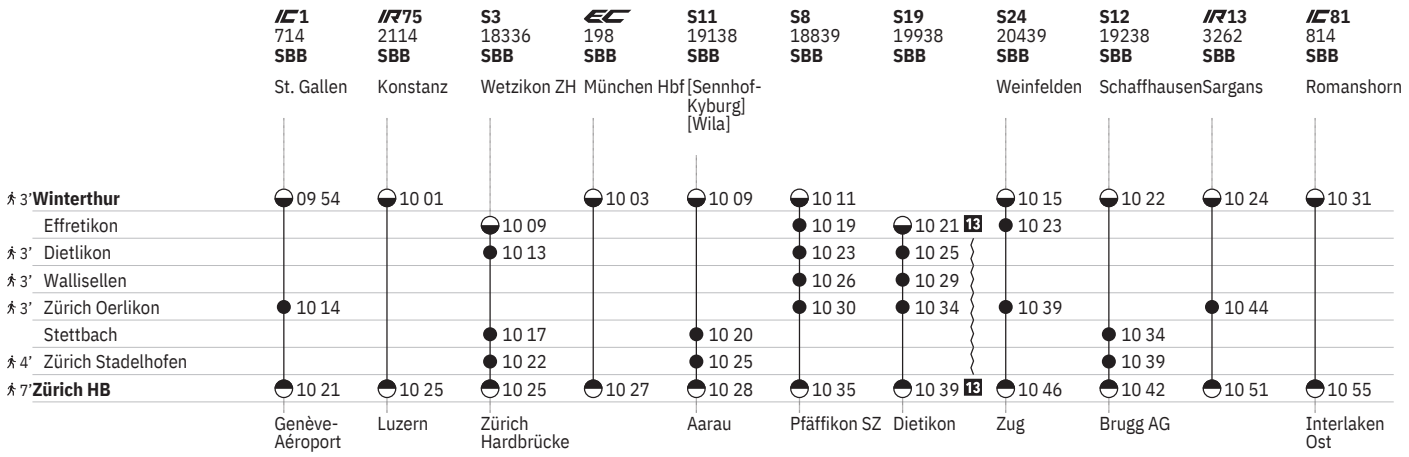 IC1 IR75 S3 EC S11 S8 S19 S24 S12 IR13 IC81
714 2114 18336 198 19138 18839 19938 20439 19238 3262 814
SBB SBB SBB SBB SBB SBB SBB SBB SBB SBB SBB
St. Gallen Konstanz Wetzikon ZH München Hbf [Sennhof- Weinfelden Schaffhausen Sargans Romanshorn
Kyburg]
[Wila]
3' Winterthur 09 54 10 01 10 03 10 09 10 11 10 15 10 22 10 24 10 31
Effretikon 10 09 10 19 10 21 13 10 23
3' Dietlikon 10 13 10 23 10 25
3' Wallisellen 10 26 10 29
3' Zürich Oerlikon 10 14 10 30 10 34 10 39 10 44
Stettbach 10 17 10 20 10 34
4' Zürich Stadelhofen 10 22 10 25 10 39
7' Zürich HB 10 21 10 25 10 25 10 27 10 28 10 35 10 39 13 10 46 10 42 10 51 10 55
Genève- Luzern Zürich Aarau Pfäffikon SZ Dietikon Zug Brugg AG Interlaken
Aéroport Hardbrücke Ost